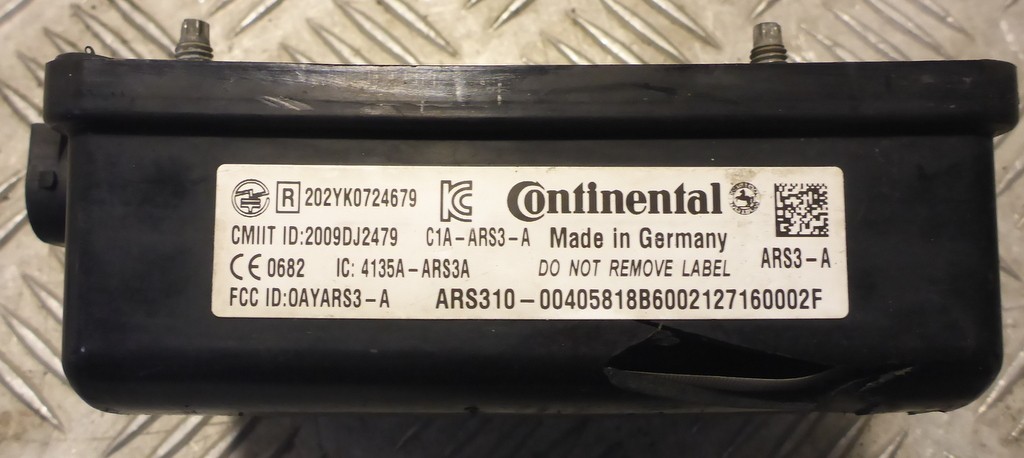 R 202YK0724679 KC Continental
CMIIT ID:2009DJ2479 C1A-ARS3-A Made in Germany
CE 0682 IC: 4135A-ARS3A DO NOT REMOVE LABEL ARS3-A
FCC ID:OAYARS3-A ARS310-00405818B6002127160002F